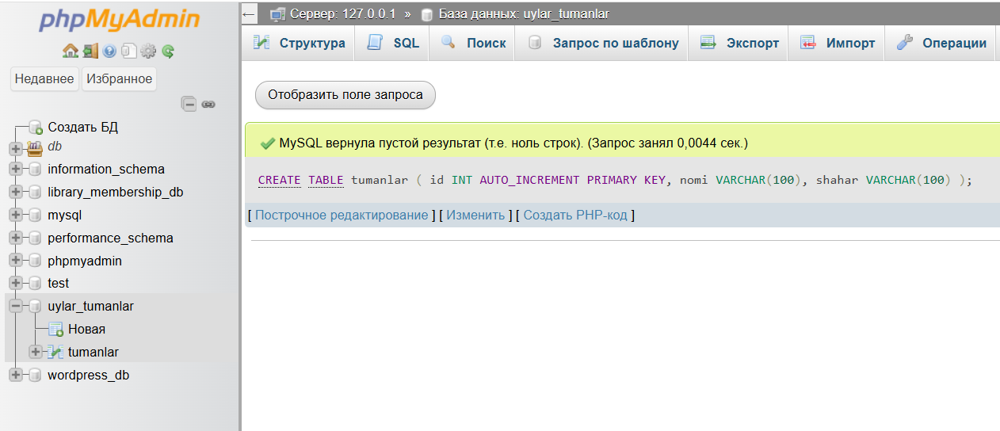 phpMyAdmin
Недавнее Избранное
Создать БД
db
information_schema
library_membership_db
mysql
performance_schema
phpmyadmin
test
uylar_tumanlar
Новая
tumanlar
wordpress_db
← Сервер: 127.0.0.1 » База данных: uylar_tumanlar
Структура SQL Поиск Запрос по шаблону Экспорт Импорт Операции
Отобразить поле запроса
MySQL вернула пустой результат (т.е. ноль строк). (Запрос занял 0,0044 сек.)
CREATE TABLE tumanlar ( id INT AUTO_INCREMENT PRIMARY KEY, nomi VARCHAR(100), shahar VARCHAR(100) );
[ Построчное редактирование ] [ Изменить ] [ Создать PHP-код ]